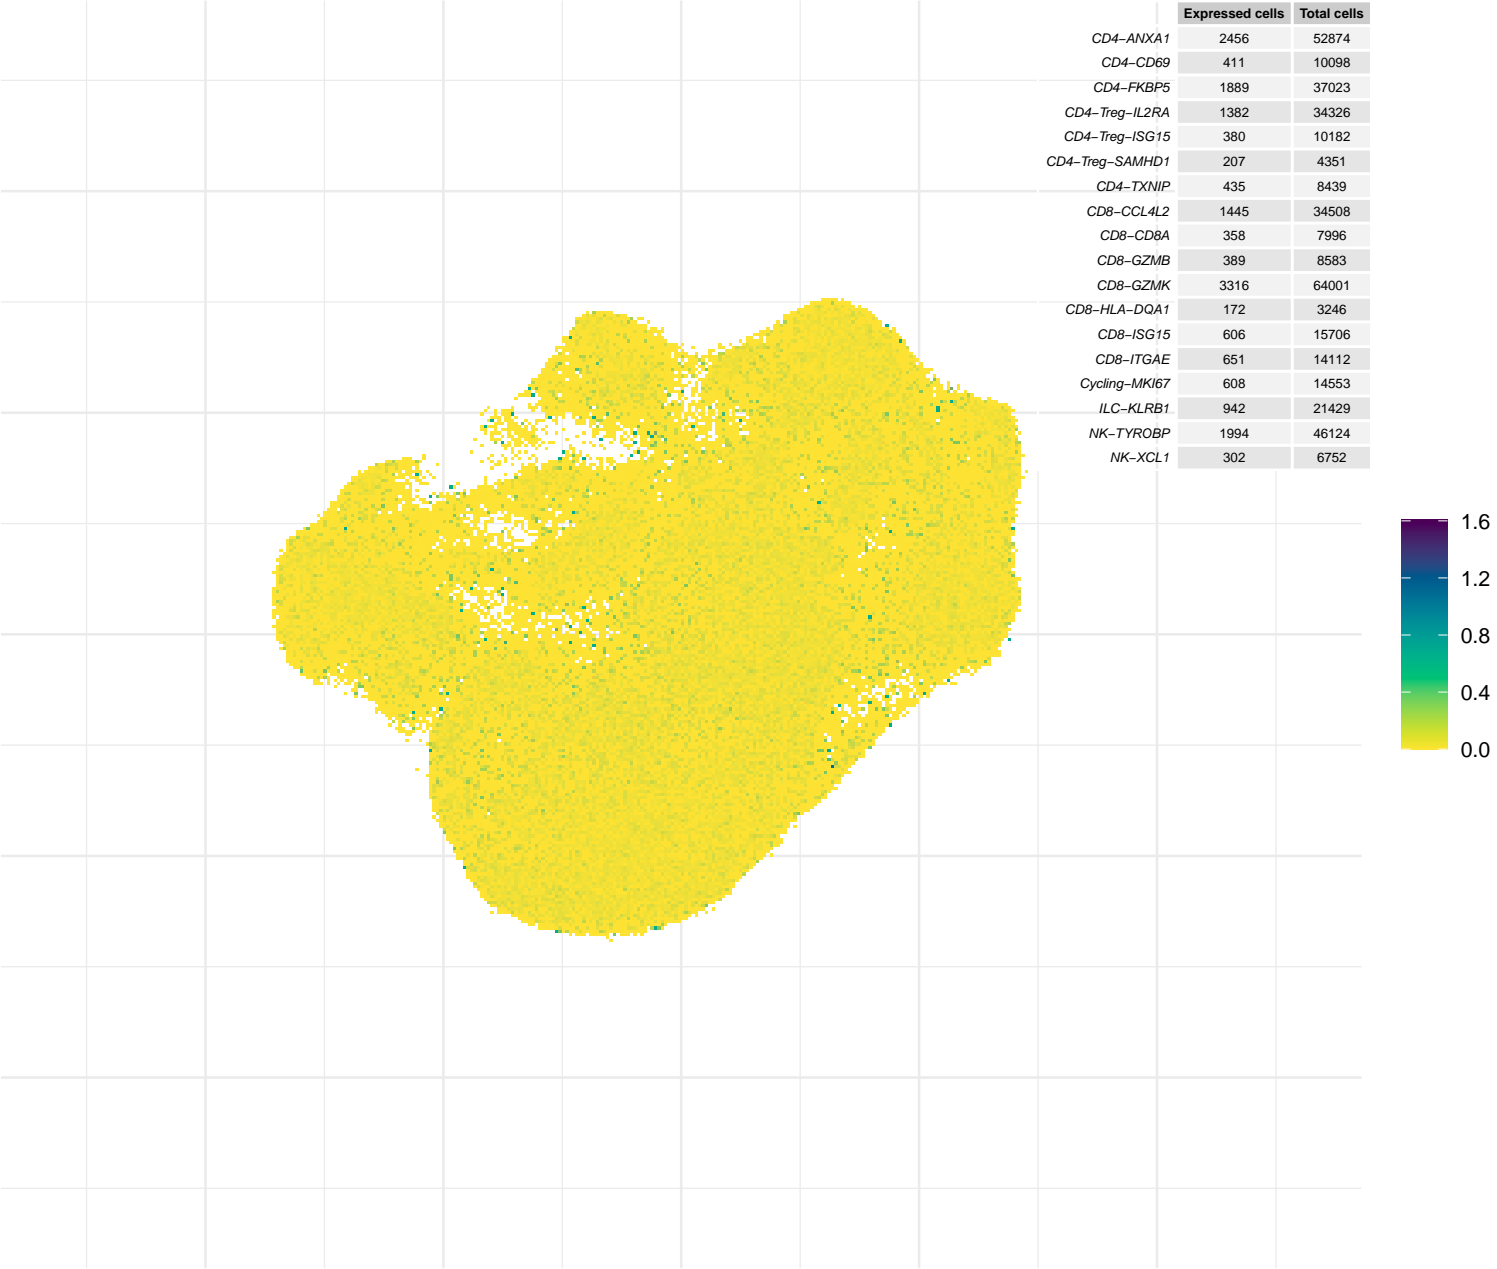 Expressed cells Total cells
CD4−ANXA1 2456 52874
CD4−CD69 411 10098
CD4−FKBP5 1889 37023
CD4−Treg−IL2RA 1382 34326
CD4−Treg−ISG15 380 10182
CD4−Treg−SAMHD1 207 4351
CD4−TXNIP 435 8439
CD8−CCL4L2 1445 34508
CD8−CD8A 358 7996
CD8−GZMB 389 8583
CD8−GZMK 3316 64001
CD8−HLA−DQA1 172 3246
CD8−ISG15 606 15706
CD8−ITGAE 651 14112
Cycling−MKI67 608 14553
ILC−KLRB1 942 21429
NK−TYROBP 1994 46124
NK−XCL1 302 6752
1.6
1.2
0.8
0.4
0.0